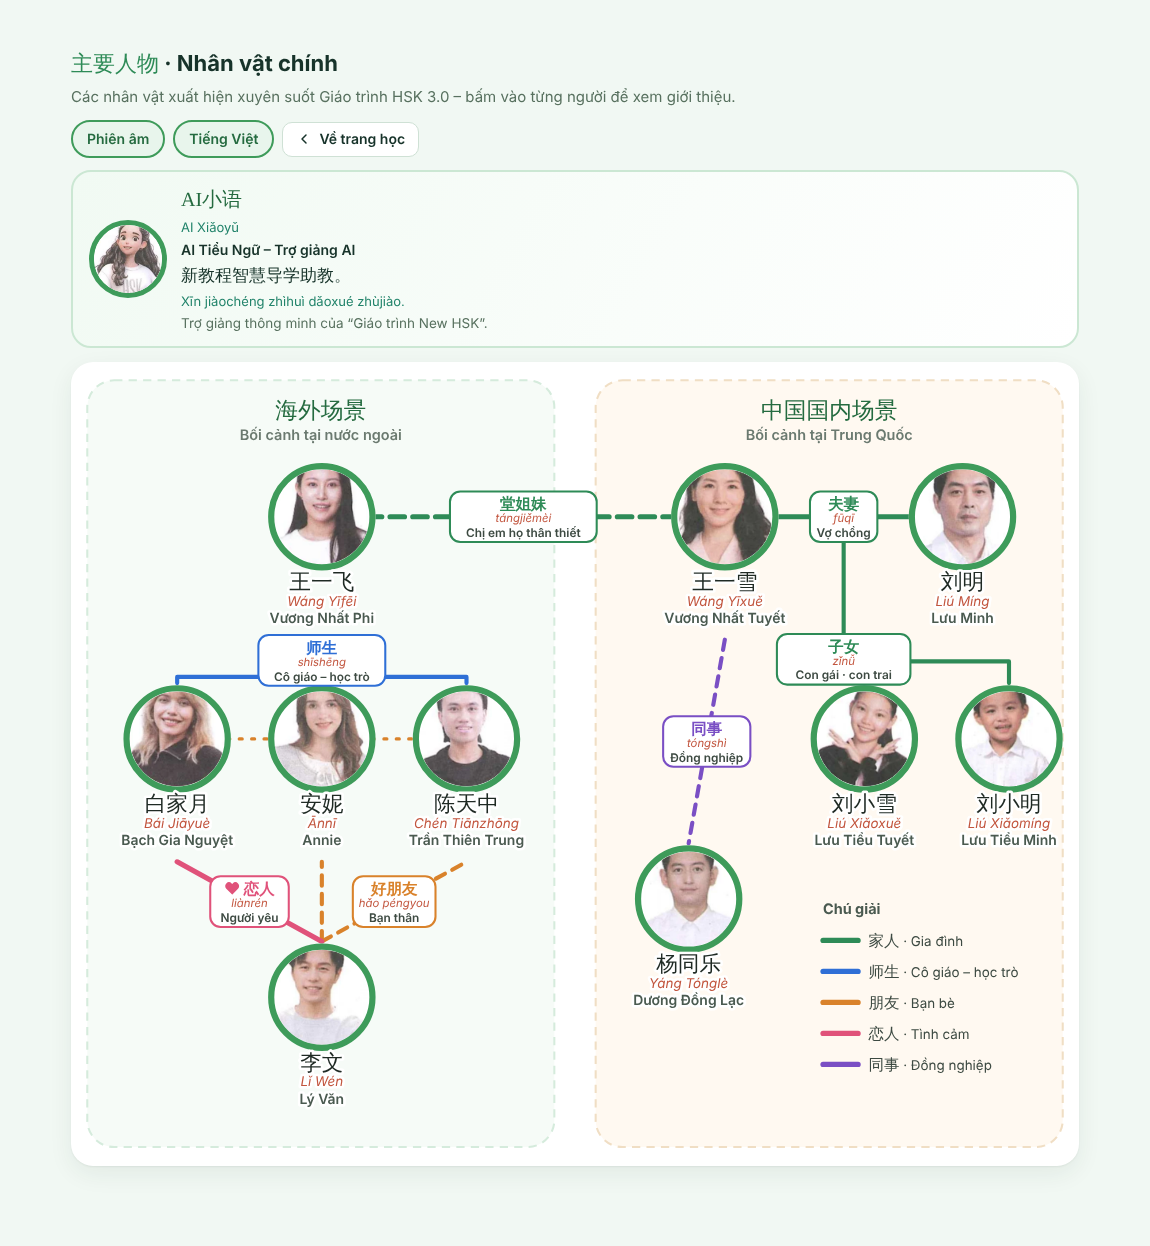 主要人物 · Nhân vật chính
Các nhân vật xuất hiện xuyên suốt Giáo trình HSK 3.0 – bấm vào từng người để xem giới thiệu.
Phiên âm
Tiếng Việt
Về trang học
AI小语
AI Xiǎoyǔ
AI Tiểu Ngữ – Trợ giảng AI
新教程智慧导学助教。
Xīn jiàochéng zhìhuì dǎoxué zhùjiào.
Trợ giảng thông minh của “Giáo trình New HSK”.
海外场景
Bối cảnh tại nước ngoài
中国国内场景
Bối cảnh tại Trung Quốc
堂姐妹
tángjiěmèi
Chị em họ thân thiết
夫妻
fūqī
Vợ chồng
王一飞
Wáng Yīfēi
Vương Nhất Phi
王一雪
Wáng Yīxuě
Vương Nhất Tuyết
刘明
Liú Míng
Lưu Minh
师生
shīshēng
Cô giáo – học trò
子女
zǐnǚ
Con gái · con trai
同事
tóngshì
Đồng nghiệp
白家月
Bái Jiāyuè
Bạch Gia Nguyệt
安妮
Ānnī
Annie
陈天中
Chén Tiānzhōng
Trần Thiên Trung
刘小雪
Liú Xiǎoxuě
Lưu Tiểu Tuyết
刘小明
Liú Xiǎomíng
Lưu Tiểu Minh
恋人
liànrén
Người yêu
好朋友
hǎo péngyou
Bạn thân
李文
Lǐ Wén
Lý Văn
杨同乐
Yáng Tónglè
Dương Đồng Lạc
Chú giải
家人 · Gia đình
师生 · Cô giáo – học trò
朋友 · Bạn bè
恋人 · Tình cảm
同事 · Đồng nghiệp